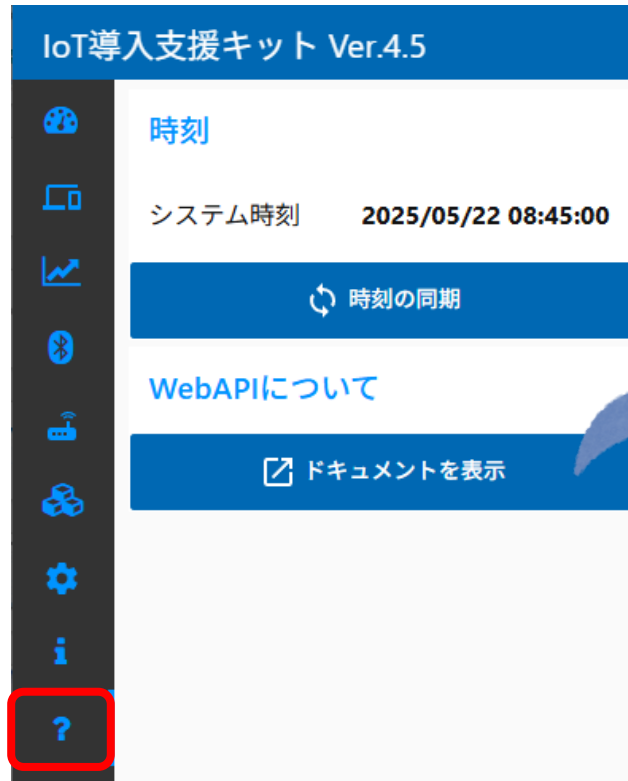 IoT導入支援キット Ver.4.5
時刻
システム時刻 2025/05/22 08:45:00
時刻の同期
WebAPIについて
ドキュメントを表示